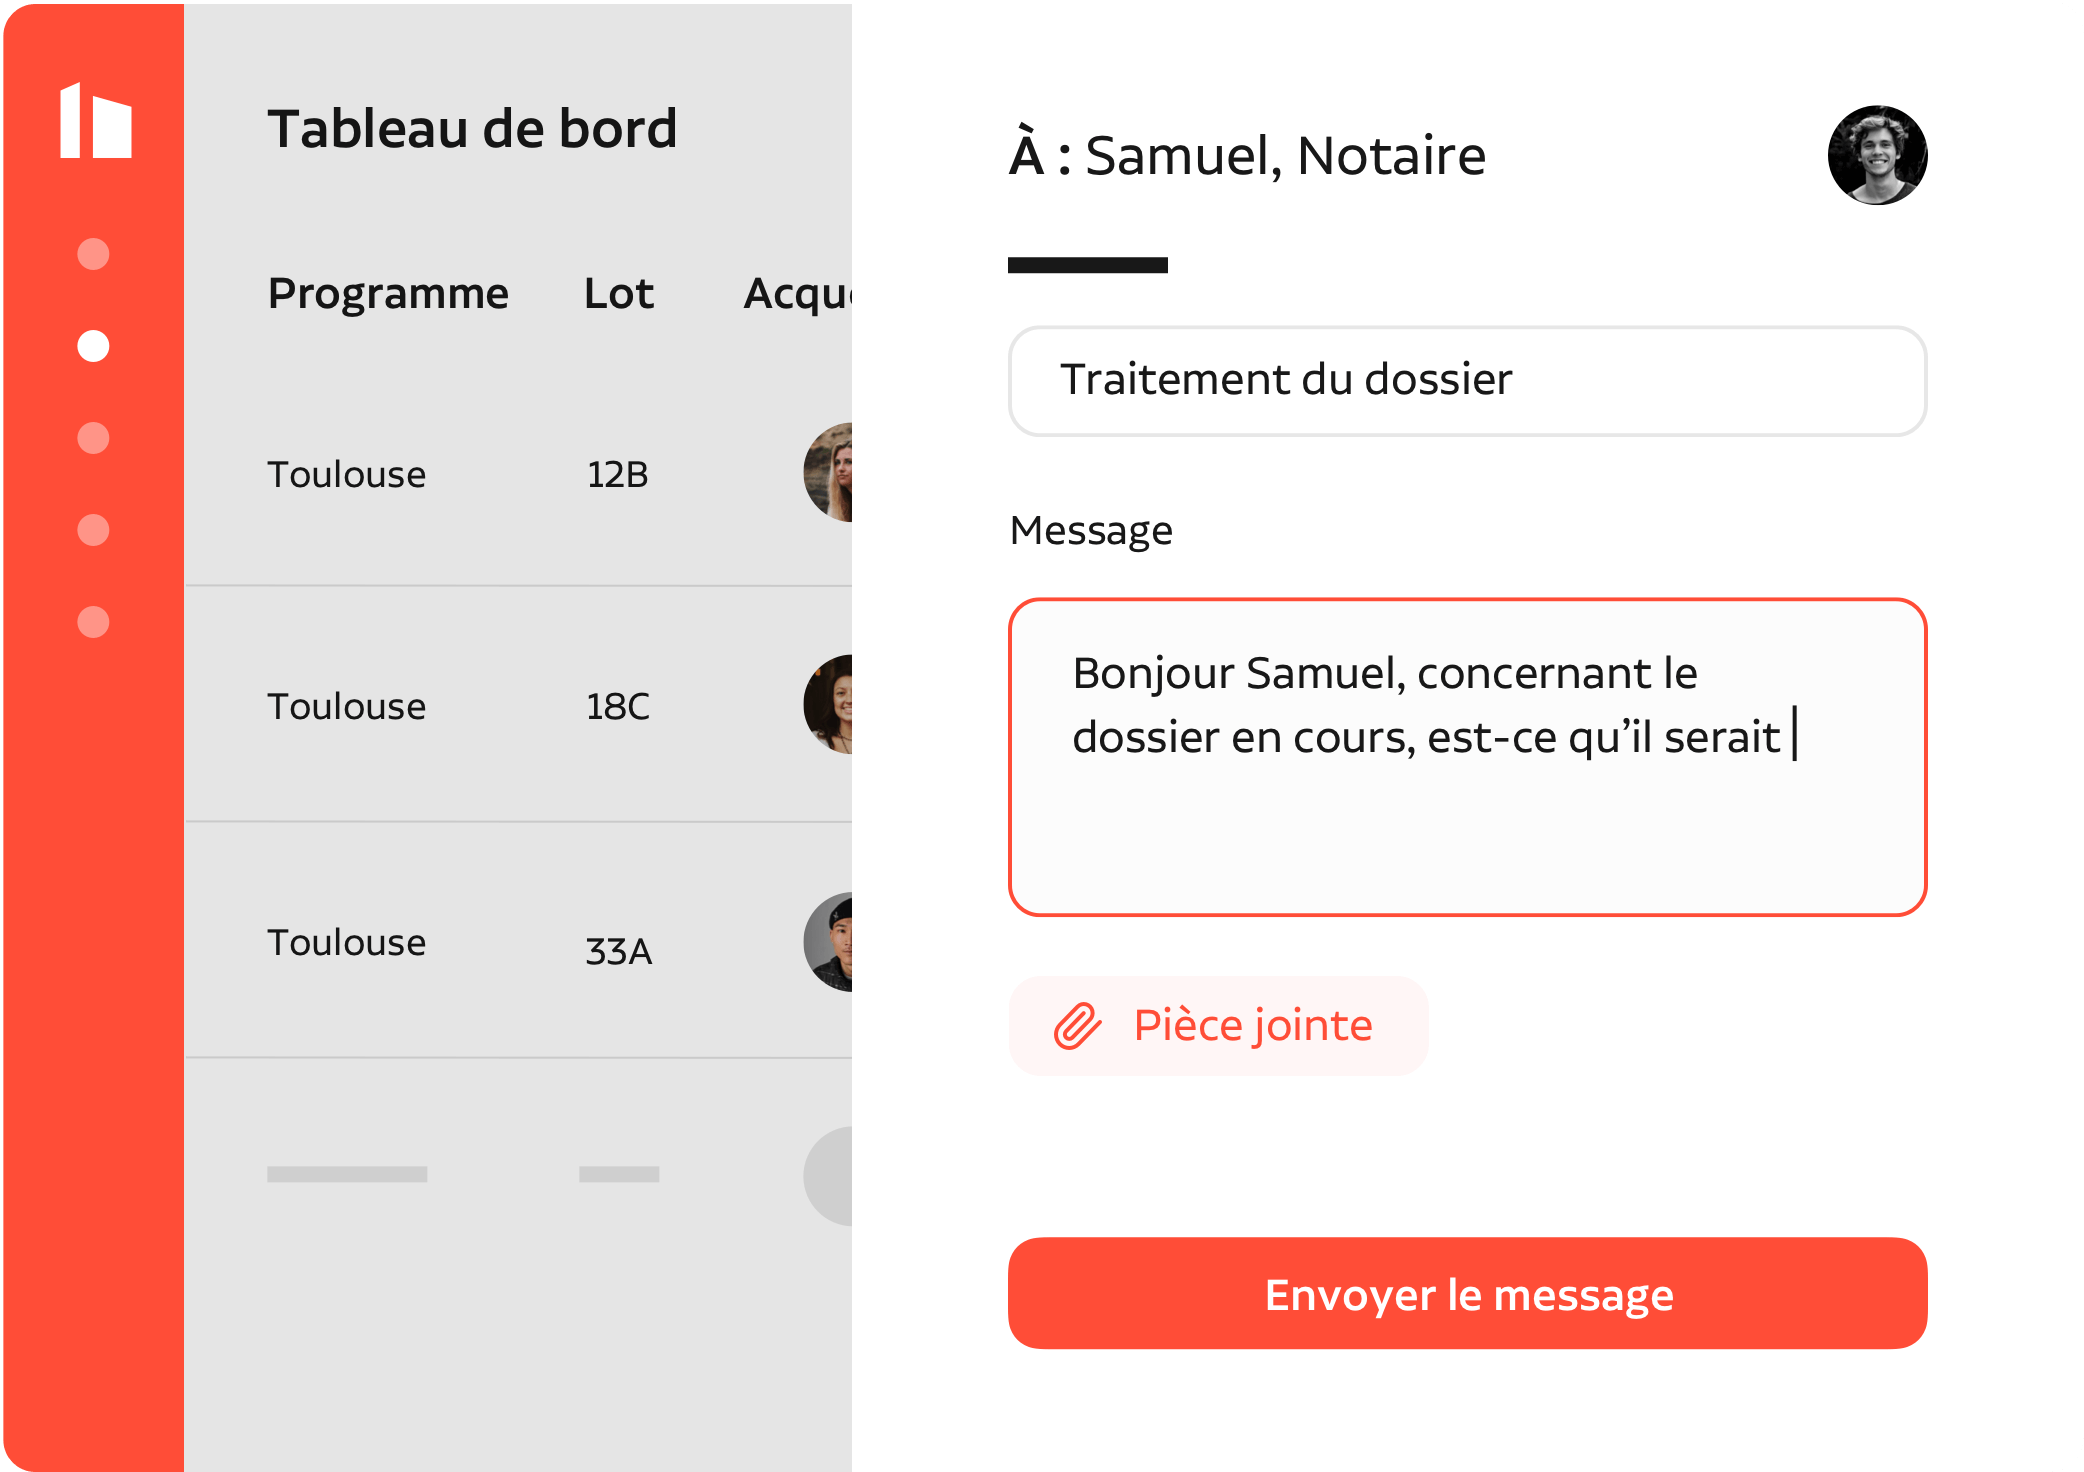 Tableau de bord
Programme Lot Acqu
Toulouse 12B
Toulouse 18C
Toulouse 33A
À : Samuel, Notaire
Traitement du dossier
Message
Bonjour Samuel, concernant le
dossier en cours, est-ce qu’il serait
Pièce jointe
Envoyer le message